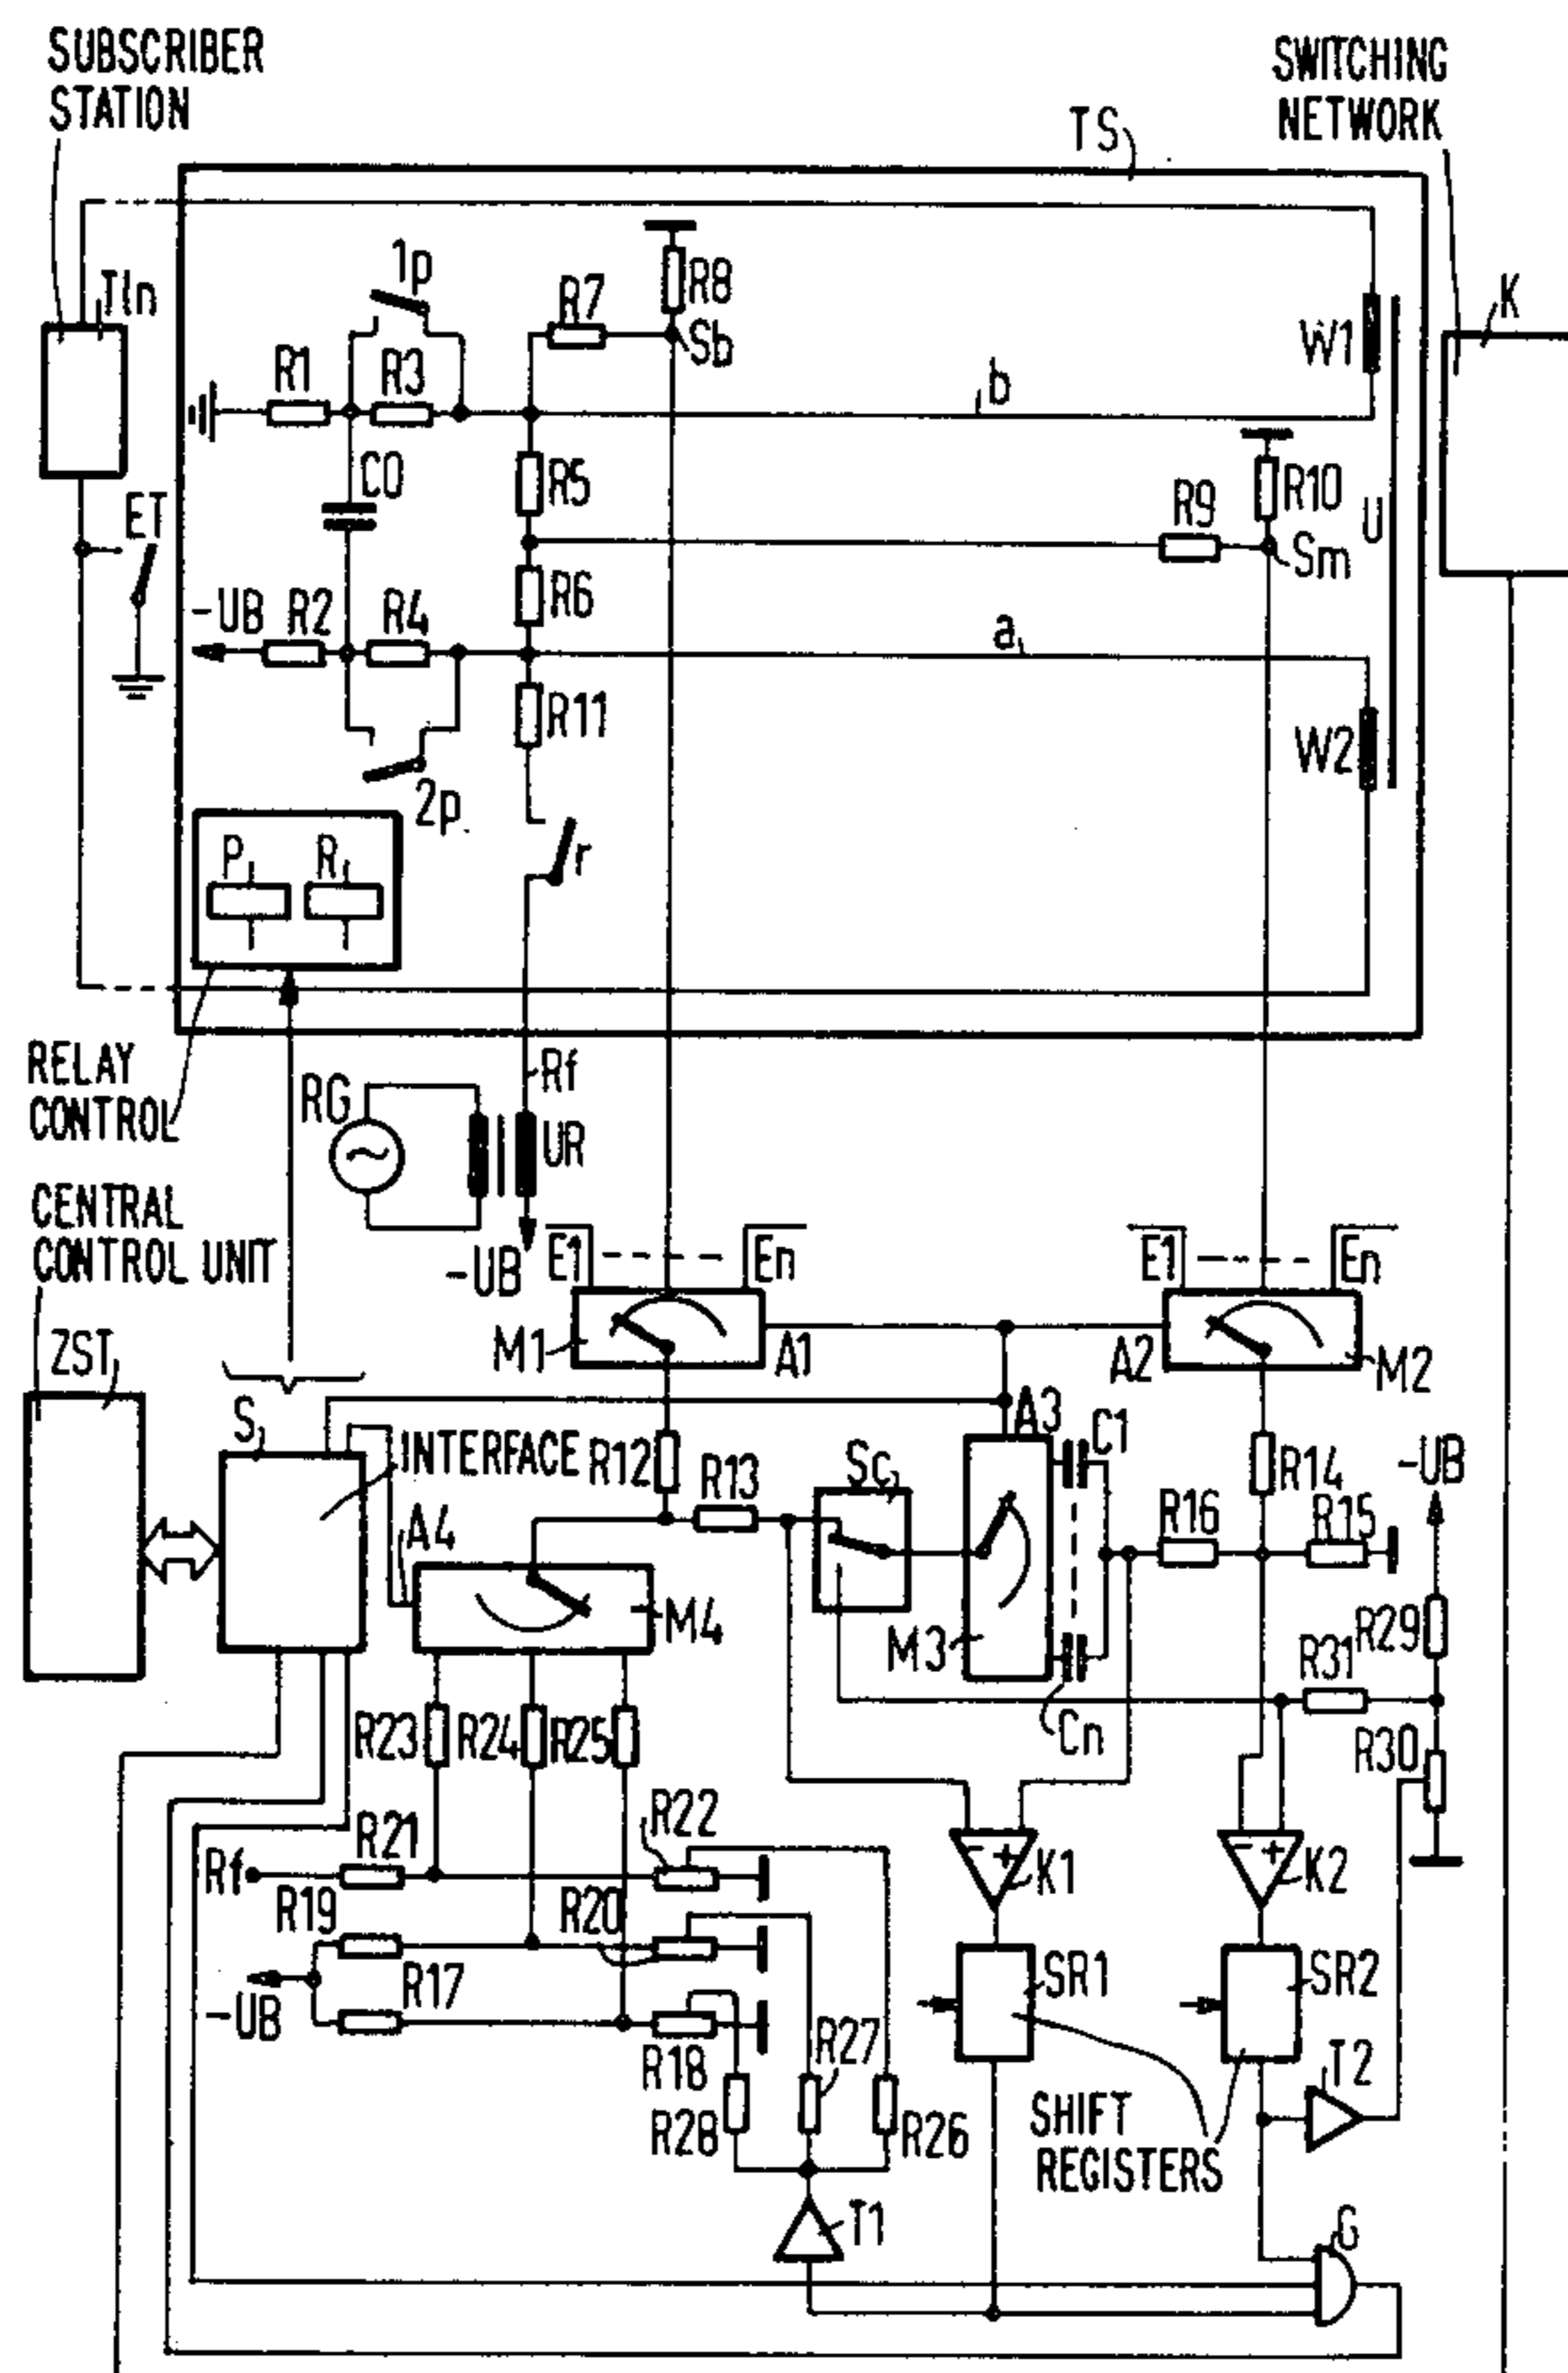 SUBSCRIBER
STATION
SWITCHING
NETWORK
TS
Tln
1p
R7
R8
Sb
K
W1
R1
R3
b
C0
R5
R10
R9
U
ET
Sm
-UB
R2
R4
R6
a
R11
W2
2p
P
R
r
RELAY
CONTROL
RG
Rf
UR
CENTRAL
CONTROL UNIT
-UB
E1
En
E1
En
M1
A1
A2
M2
ZST
S
A3
C1
INTERFACE
R12
R13
Sc
R14
-UB
A4
R16
R15
M4
M3
R29
R31
R23
R24
R25
Cn
R30
R22
R21
Rf
K1
K2
R19
R20
SR1
SR2
R17
-UB
R27
T2
R18
R28
R26
SHIFT
REGISTERS
T1
G